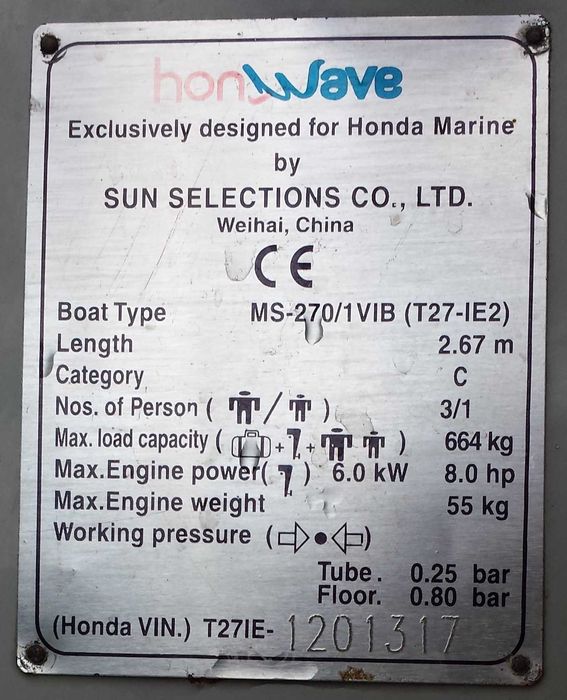 honWave
Exclusively designed for Honda Marine
by
SUN SELECTIONS CO., LTD.
Weihai, China
CE
Boat Type MS-270/1VIB (T27-IE2)
Length 2.67 m
Category C
Nos. of Person ( / ) 3/1
Max. load capacity ( + + ) 664 kg
Max.Engine power( ) 6.0 kW 8.0 hp
Max.Engine weight 55 kg
Working pressure ( )
Tube. 0.25 bar
Floor. 0.80 bar
(Honda VIN.) T27IE-1201317